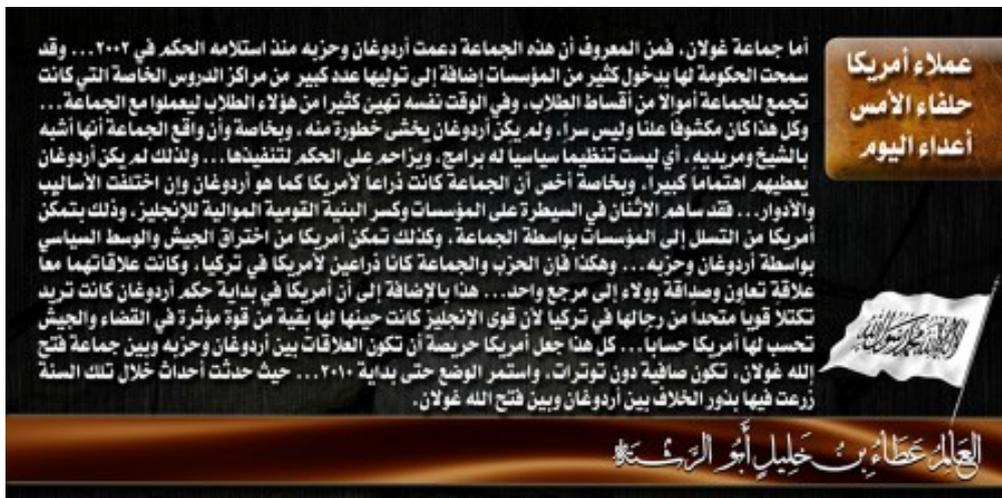 عملاء أمريكا
حلفاء الأمس
أعداء اليوم
أما جماعة غولان، فمن المعروف أن هذه الجماعة دعمت أردوغان وحزبه منذ استلامه الحكم في ٢٠٠٢... وقد
سمحت الحكومة لها بدخول كثير من المؤسسات إضافة إلى توليها عدد كبير من مراكز الدروس الخاصة التي كانت
تجمع للجماعة أموالا من أقساط الطلاب، وفي الوقت نفسه تهيئ كثيرا من هؤلاء الطلاب ليعملوا مع الجماعة...
وكل هذا كان مكشوفا علنا وليس سراً، ولم يكن أردوغان يخشى خطورة منه، وبخاصة وأن واقع الجماعة أنها أشبه
بالشيخ ومريديه، أي ليست تنظيماً سياسياً له برامج، ويزاحم على الحكم لتنفيذها... ولذلك لم يكن أردوغان
يعطيهم اهتماماً كبيرا، وبخاصة أخص أن الجماعة كانت ذراعاً لأمريكا كما هو أردوغان وإن اختلفت الأساليب
والأدوار... فقد ساهم الاثنان في السيطرة على المؤسسات وكسر البنية القومية الموالية للإنجليز، وذلك بتمكن
أمريكا من التسلل إلى المؤسسات بواسطة الجماعة، وكذلك تمكن أمريكا من اختراق الجيش والوسط السياسي
بواسطة أردوغان وحزبه... وهكذا فإن الحزب والجماعة كانا ذراعين لأمريكا في تركيا، وكانت علاقاتهما معاً
علاقة تعاون وصداقة وولاء إلى مرجع واحد... هذا بالإضافة إلى أن أمريكا في بداية حكم أردوغان كانت تريد
تكتلاً قوياً متحداً من رجالها في تركيا لأن قوى الإنجليز كانت حينها لها بقية من قوة مؤثرة في القضاء والجيش
تحسب لها أمريكا حسابا... كل هذا جعل أمريكا حريصة أن تكون العلاقات بين أردوغان وحزبه وبين جماعة فتح
الله غولان، تكون صافية دون توترات، واستمر الوضع حتى بداية ٢٠١٠... حيث حدثت أحداث خلال تلك السنة
زُرعت فيها بذور الخلاف بين أردوغان وبين فتح الله غولان.
لا إله إلا الله محمد رسول الله
العالم عطاء بن خليل أبو الرشتة